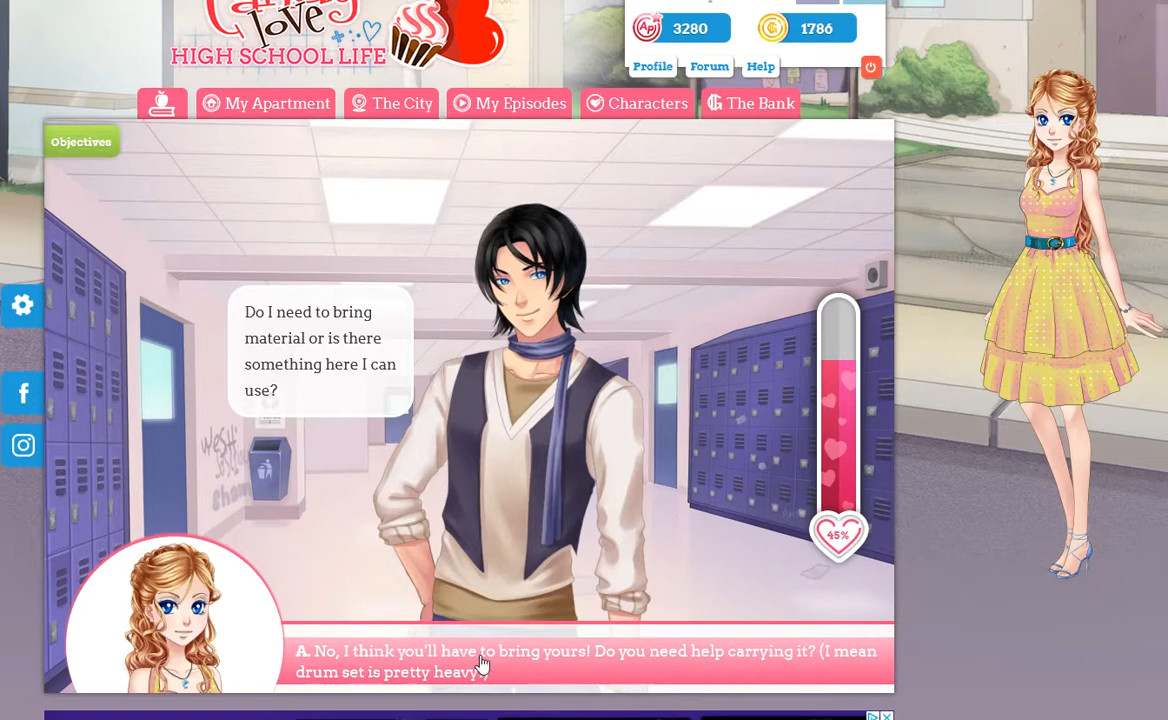 Candy
love
HIGH SCHOOL LIFE
3280
1786
Profile
Forum
Help
My Apartment
The City
My Episodes
Characters
The Bank
Objectives
Do I need to bring
material or is there
something here I can
use?
45%
A. No, I think you'll have to bring yours! Do you need help carrying it? (I mean
drum set is pretty heavy.)